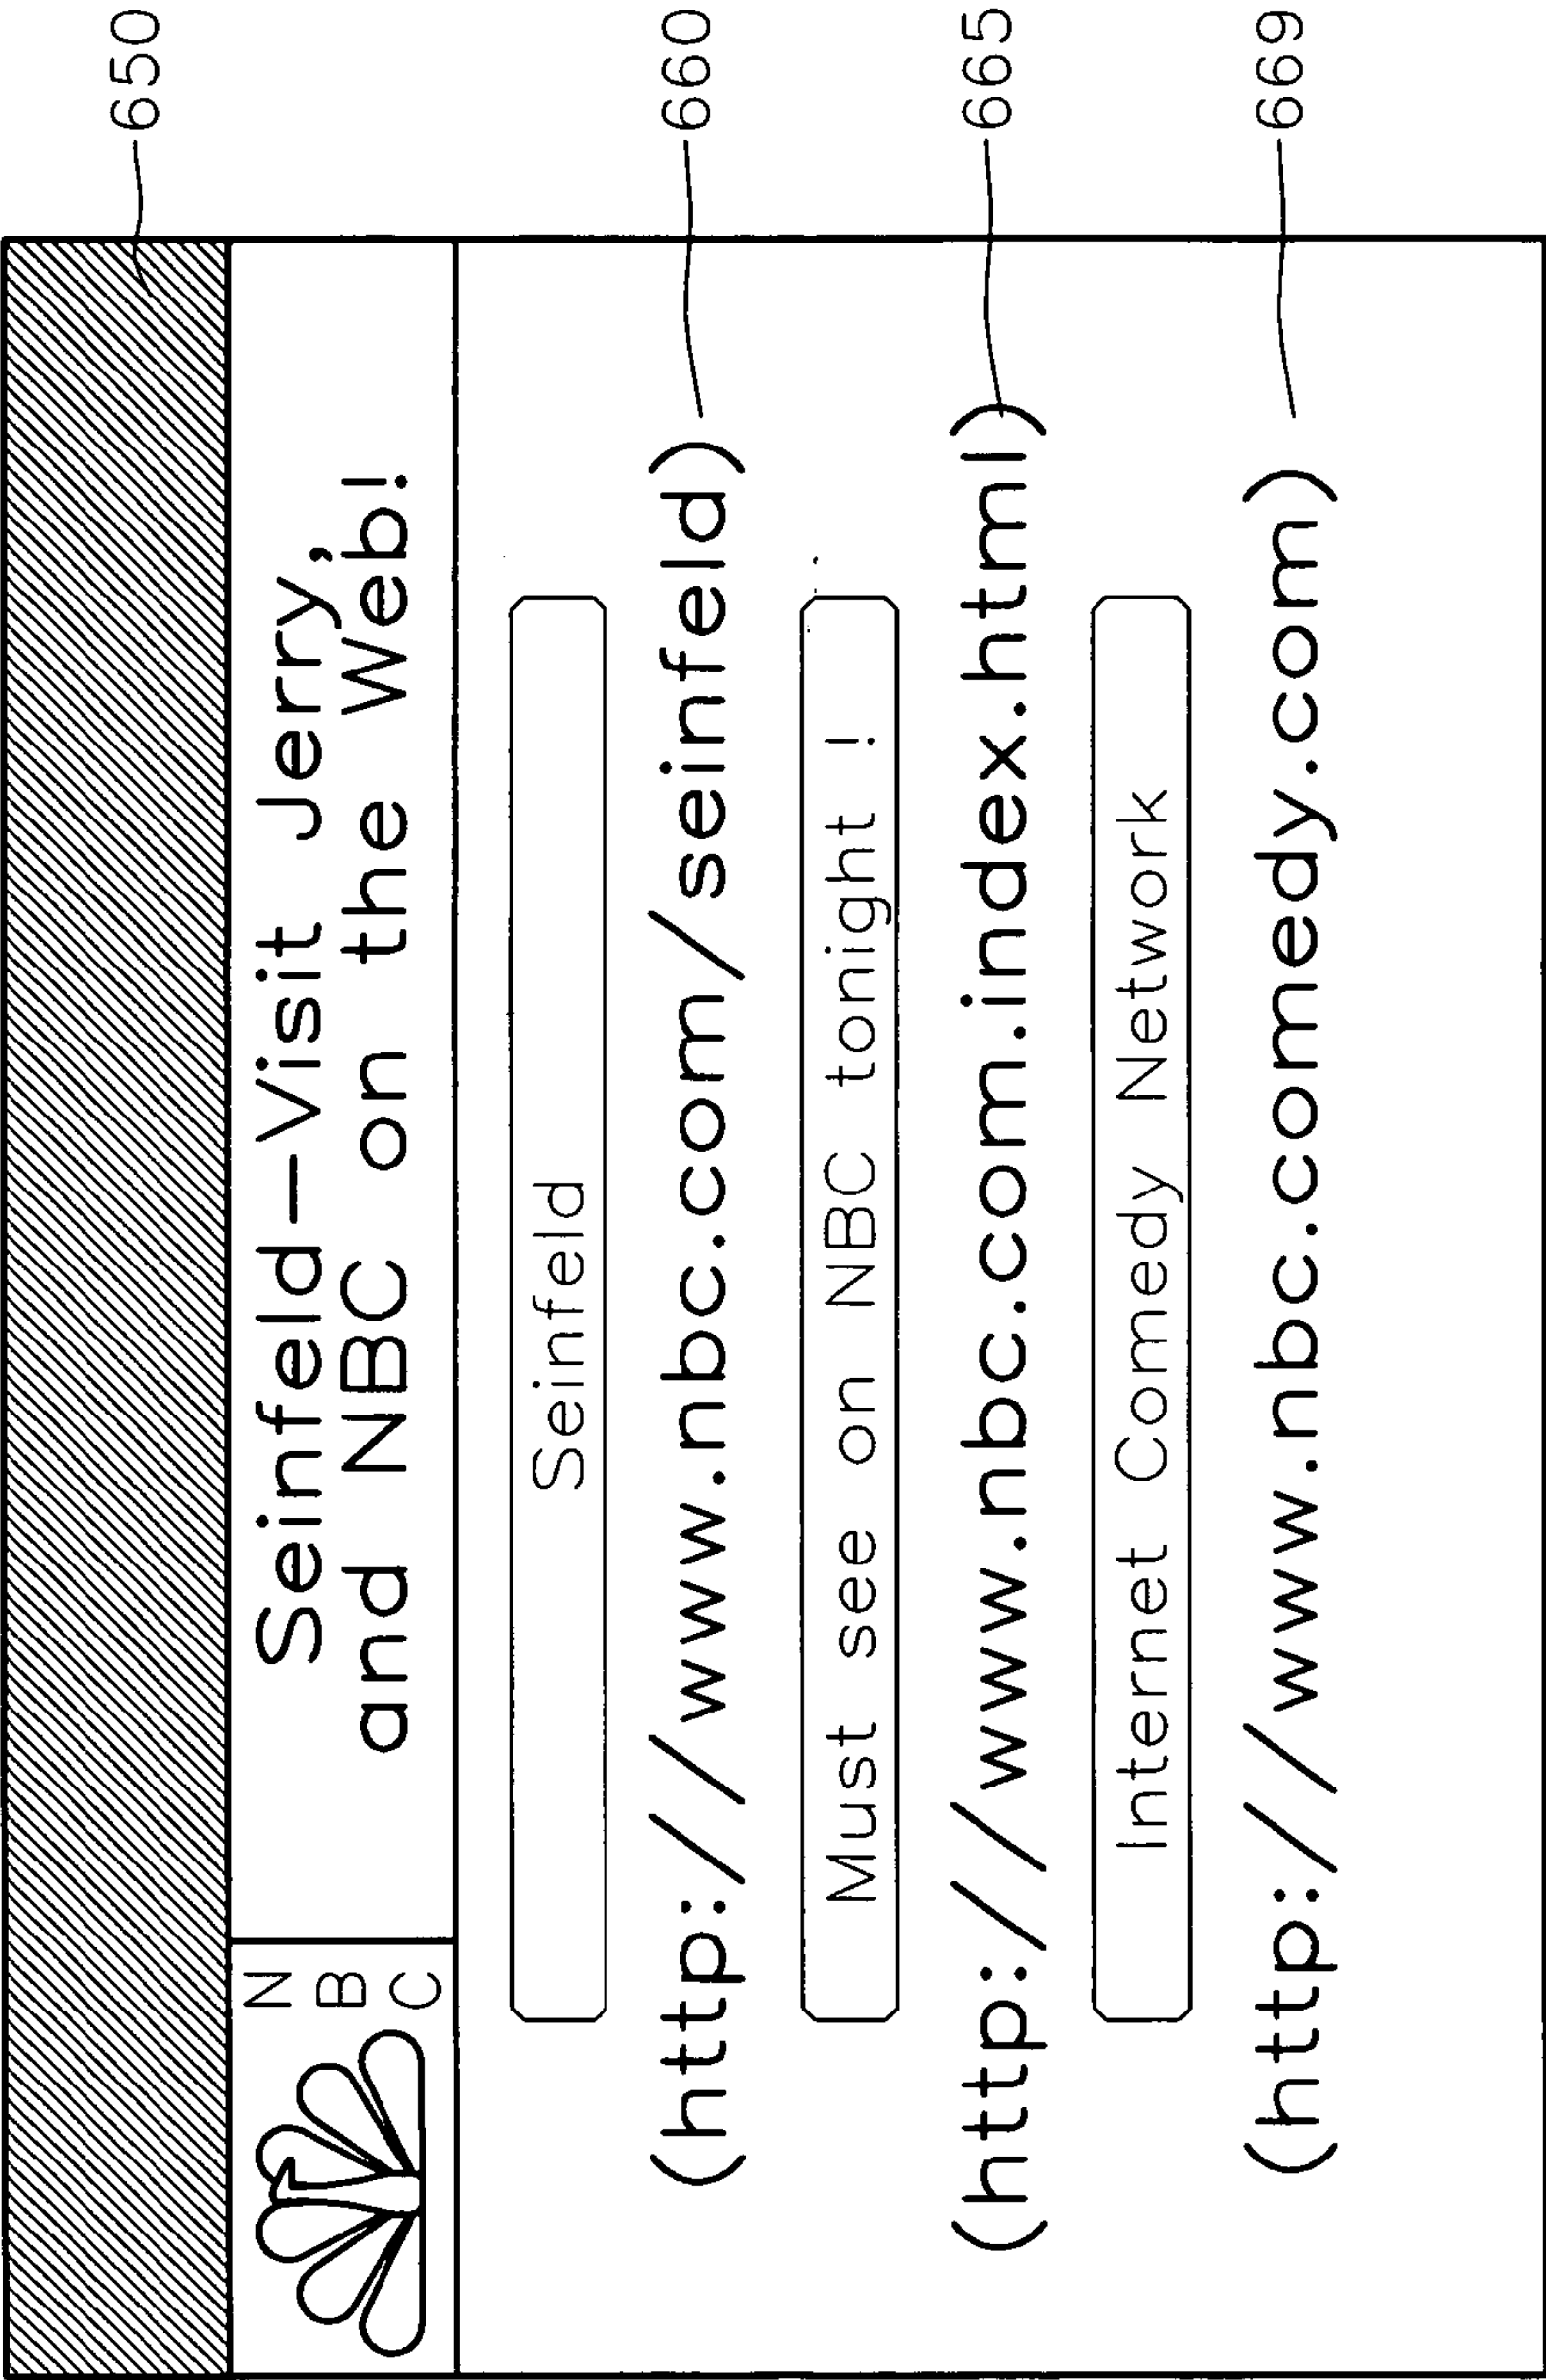 650
N
B
C
Seinfeld-Visit Jerry,
and NBC on the Web!
Seinfeld
(http://www.nbc.com/seinfeld)
660
Must see on NBC tonight !
(http://www.nbc.com.index.html)
665
Internet Comedy Network
(http://www.nbc.comedy.com)
669